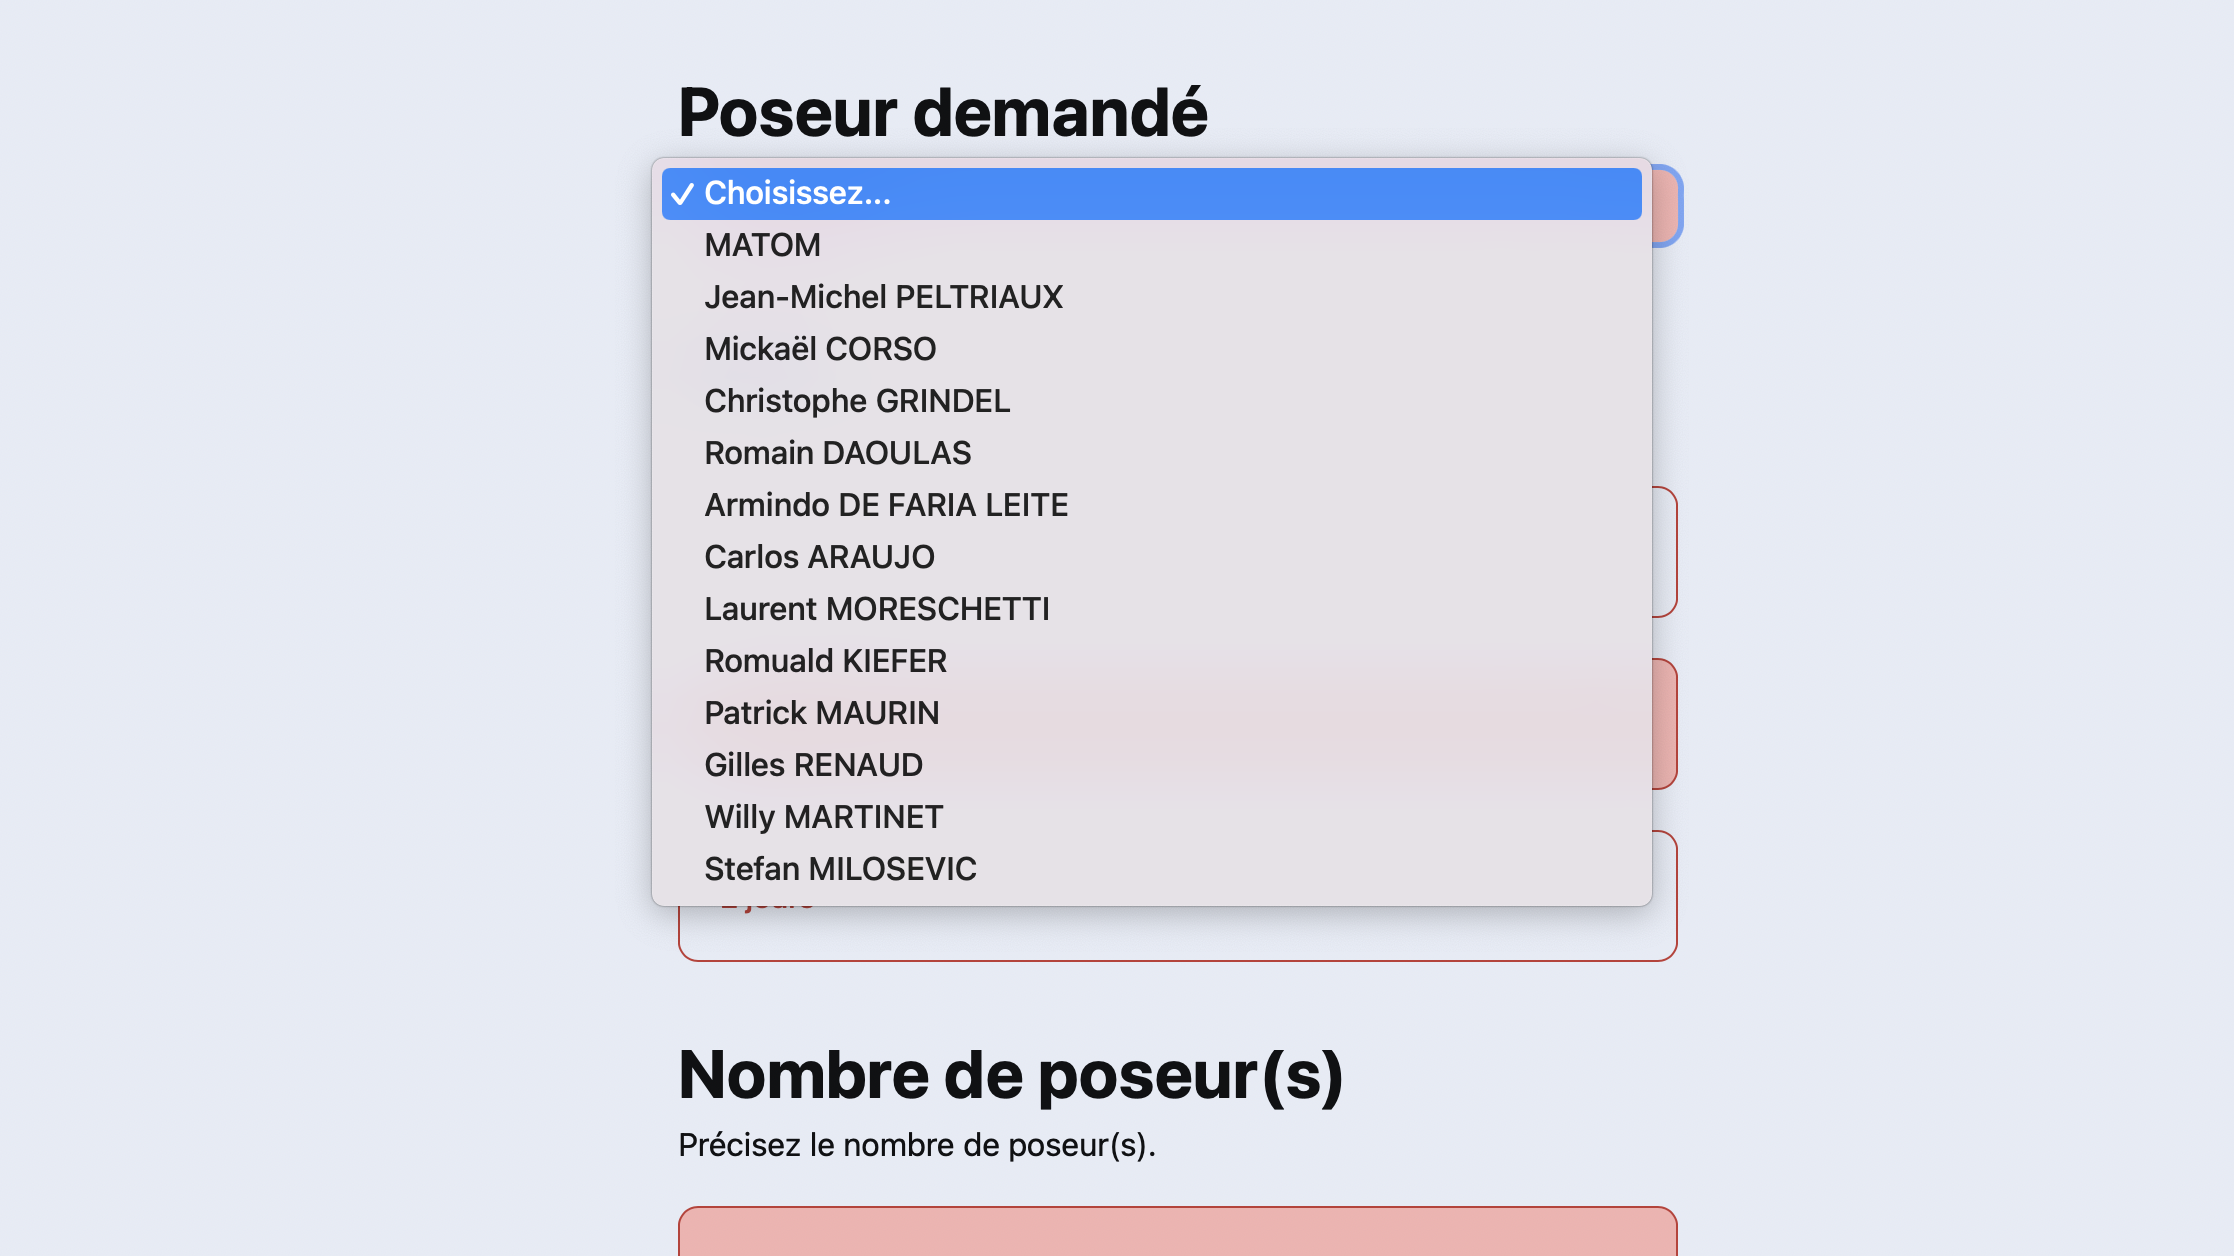 Poseur demandé
✓ Choisissez...
MATOM
Jean-Michel PELTRIAUX
Mickaël CORSO
Christophe GRINDEL
Romain DAOULAS
Armindo DE FARIA LEITE
Carlos ARAUJO
Laurent MORESCHETTI
Romuald KIEFER
Patrick MAURIN
Gilles RENAUD
Willy MARTINET
Stefan MILOSEVIC
Nombre de poseur(s)
Précisez le nombre de poseur(s).